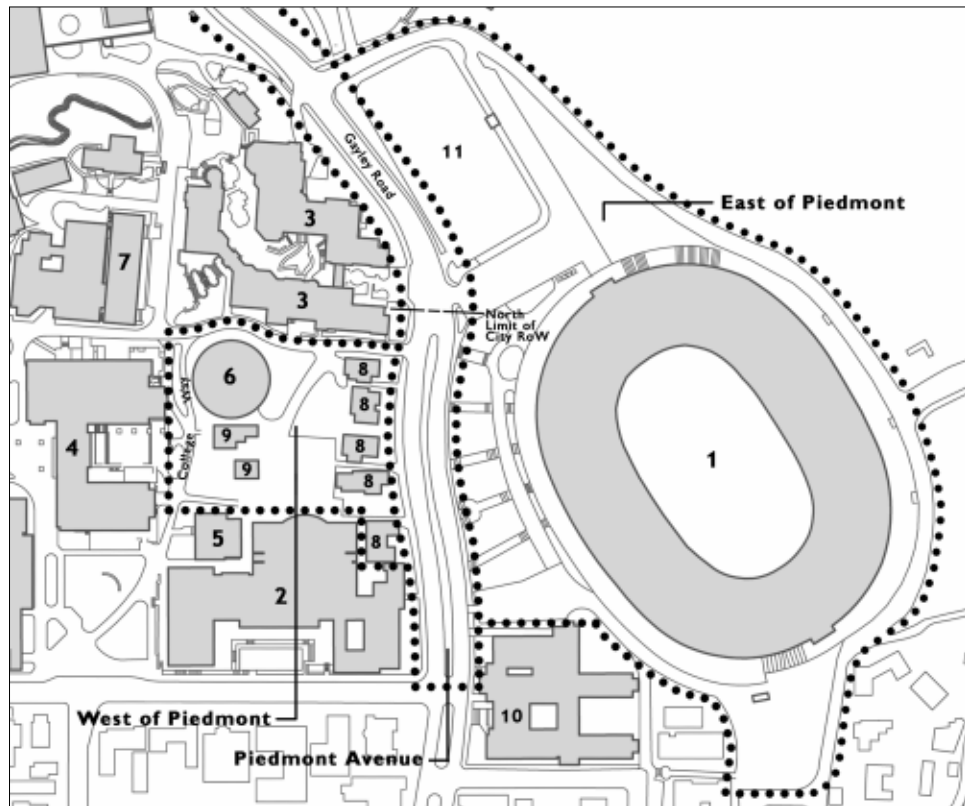 11
Gayley Road
East of Piedmont
3
7
3
North
Limit of
City RoW
6
8
Way
8
9
4
8
1
College
9
8
5
8
2
West of Piedmont
10
Piedmont Avenue